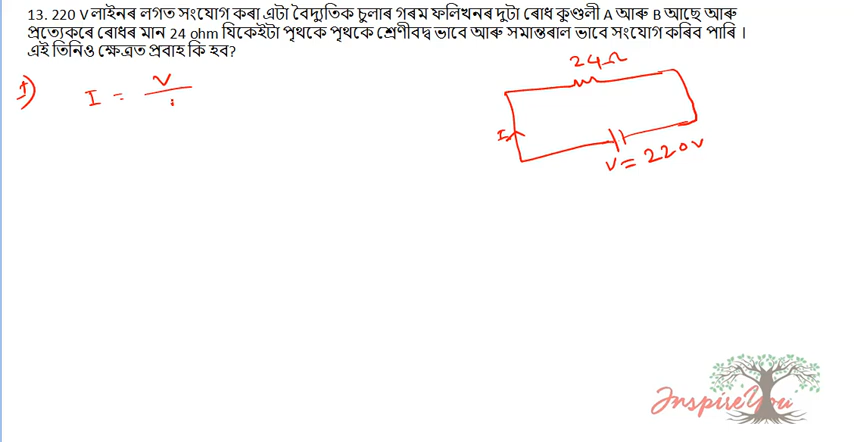 13. 220 V লাইনৰ লগত সংযোগ কৰা এটা বৈদ্যুতিক চুলাৰ গৰম ফলিখনৰ দুটা ৰোধ কুণ্ডলী A আৰু B আছে আৰু
প্ৰত্যেকৰে ৰোধৰ মান 24 ohm যিকেইটা পৃথকে পৃথকে শ্ৰেণীবদ্ধ ভাবে আৰু সমান্তৰাল ভাবে সংযোগ কৰিব পাৰি ।
এই তিনিও ক্ষেত্ৰত প্ৰবাহ কি হব?
24Ω
1)
I = V
I
V = 220V
InspireYou